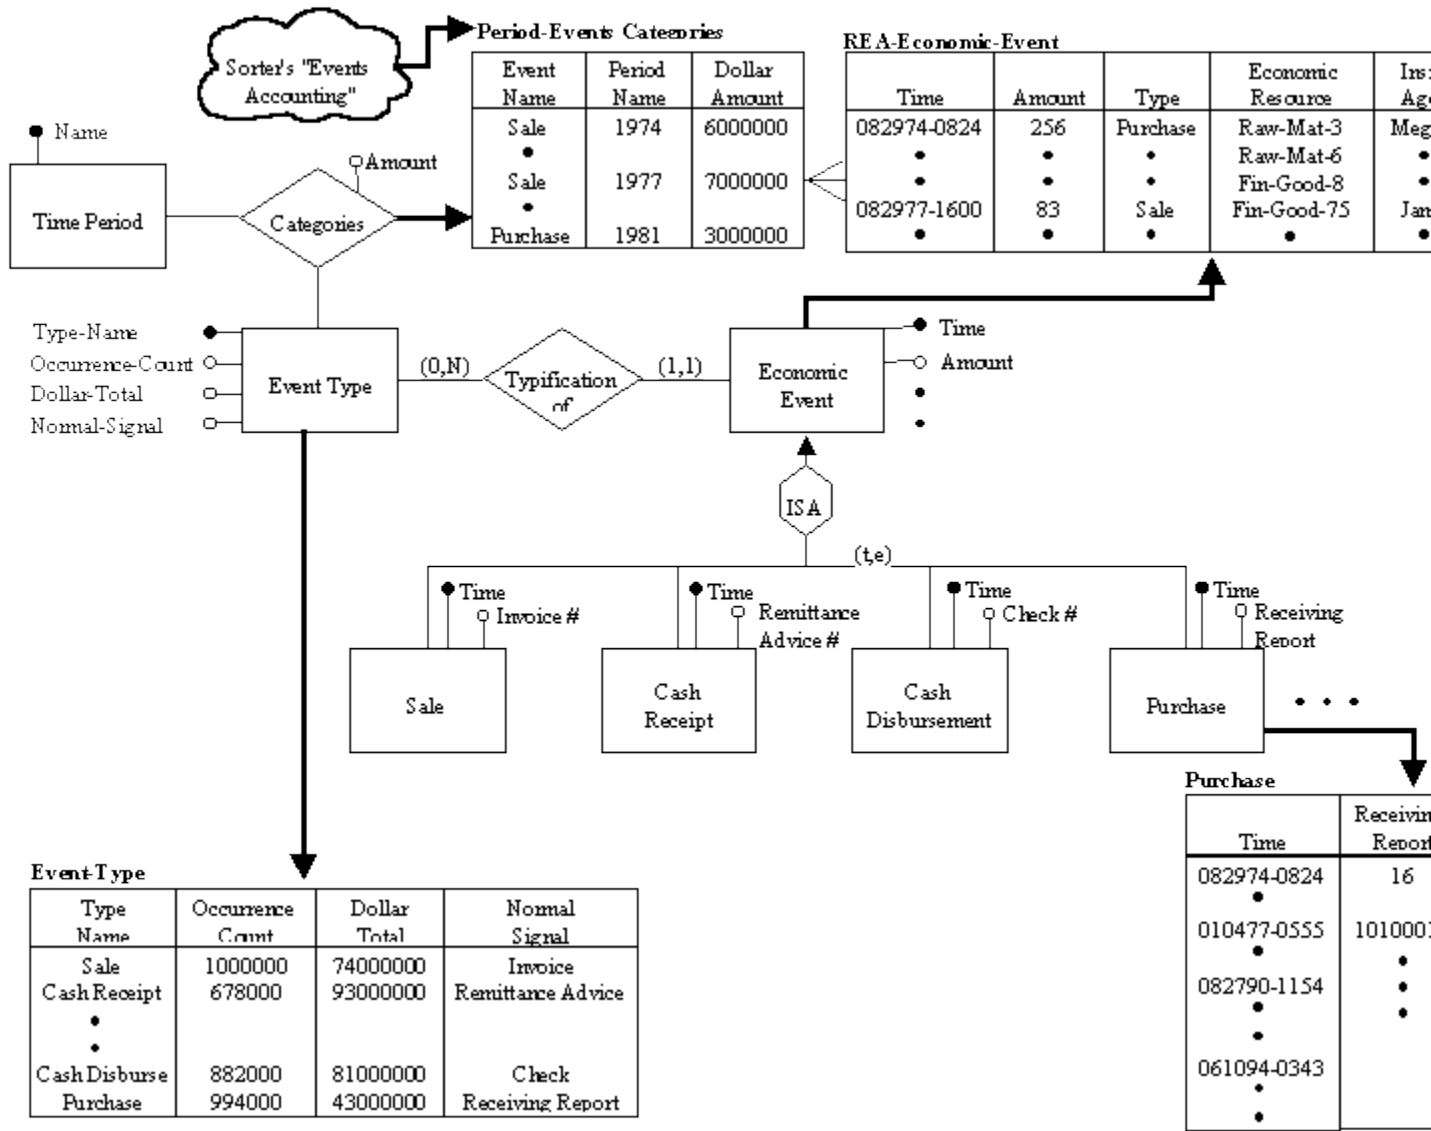 Period-Events Categories
Sorter's "Events
Accounting"
Event Name Period Name Dollar Amount
Sale 1974 6000000
Sale 1977 7000000
Purchase 1981 3000000
REA-Economic-Event
Time Amount Type Economic Resource
082974-0824 256 Purchase Raw-Mat-3
Raw-Mat-6
Fin-Good-8
082977-1600 83 Sale Fin-Good-75
Name
Time Period
Amount
Categories
Type-Name
Occurrence-Count
Dollar-Total
Normal-Signal
Event Type
(0,N)
Typification
of
(1,1)
Economic
Event
Time
Amount
ISA
(t,e)
Time
Invoice #
Sale
Time
Remittance
Advice #
Cash
Receipt
Time
Check #
Cash
Disbursement
Time
Receiving
Report
Purchase
Purchase
Time Report
082974-0824 16
010477-0555
082790-1154
061094-0343
Event-Type
Type Name Occurrence Count Dollar Total Normal Signal
Sale 1000000 74000000 Invoice
Cash Receipt 678000 93000000 Remittance Advice
Cash Disburse 882000 81000000 Check
Purchase 994000 43000000 Receiving Report